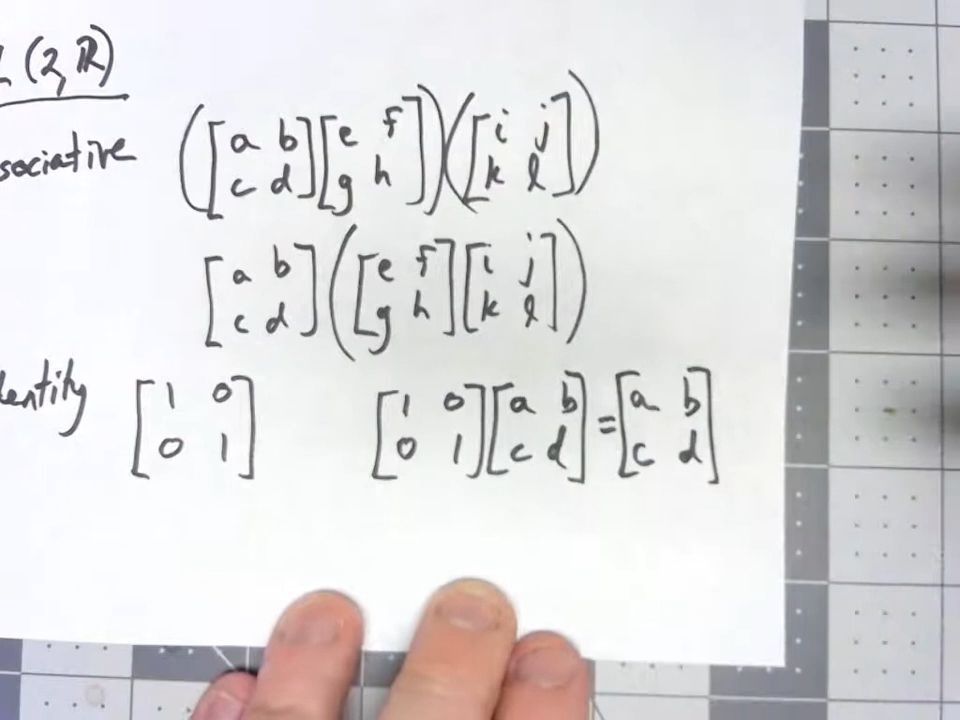 L (2, ℝ)
sociative ([a b; c d][e f; g h])([i j; k l])
[a b; c d]([e f; g h][i j; k l])
entity [1 0; 0 1] [1 0; 0 1][a b; c d] = [a b; c d]